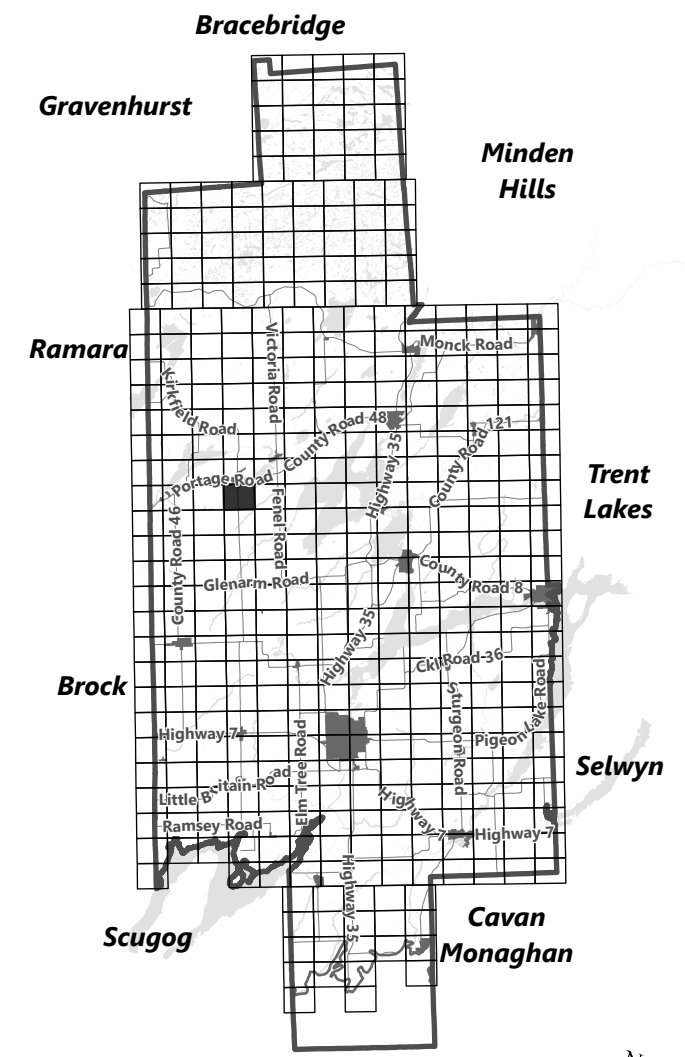 Bracebridge
Gravenhurst
Minden
Hills
Ramara
Victoria Road
Monck Road
Kirkfield Road
County Road 48
Highway 35
County Road 121
Portage Road
Trent
Lakes
County Road 46
Fenel Road
Glenarm Road
County Road 8
Highway 35
Ckl Road 36
Brock
Sturgeon Road
Pigeon Lake Road
Highway 7
Elm Tree Road
Selwyn
Little Britain Road
Highway 7
Highway 7
Ramsey Road
Highway 35
Scugog
Cavan
Monaghan
N